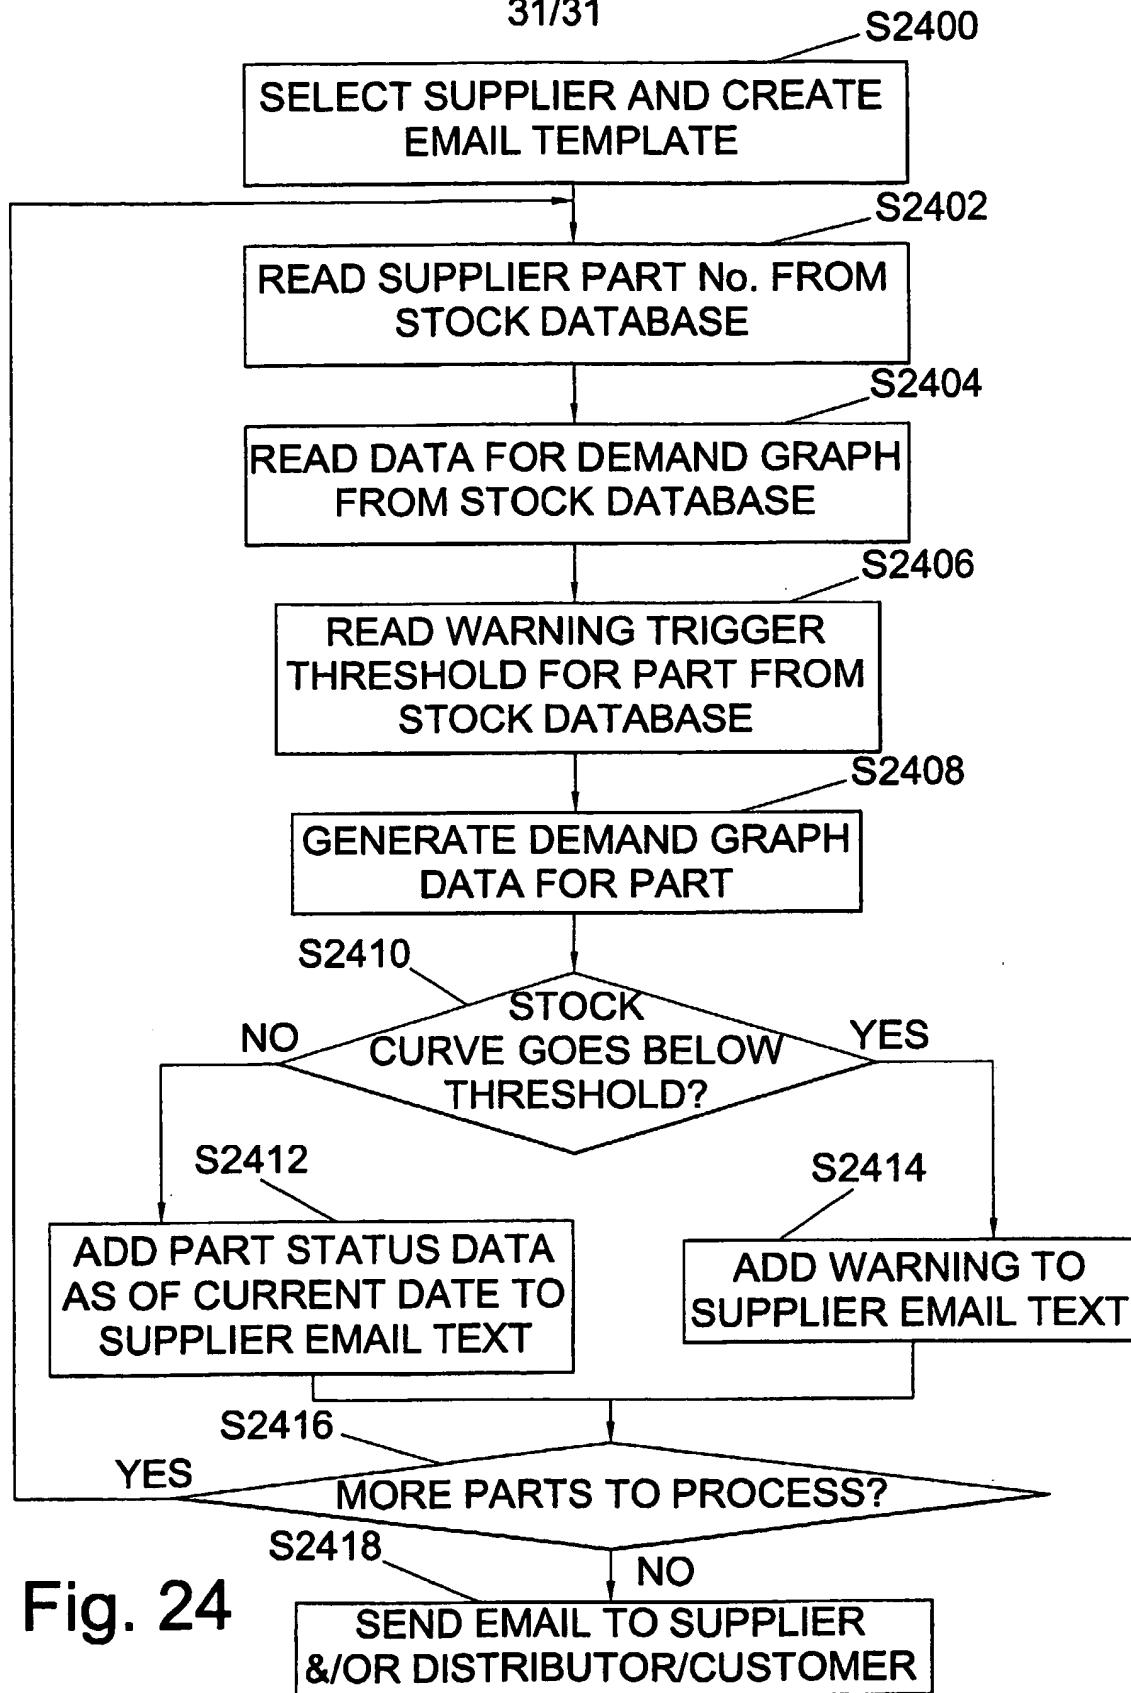 31/31
S2400
SELECT SUPPLIER AND CREATE
EMAIL TEMPLATE
S2402
READ SUPPLIER PART No. FROM
STOCK DATABASE
S2404
READ DATA FOR DEMAND GRAPH
FROM STOCK DATABASE
S2406
READ WARNING TRIGGER
THRESHOLD FOR PART FROM
STOCK DATABASE
S2408
GENERATE DEMAND GRAPH
DATA FOR PART
S2410
STOCK
CURVE GOES BELOW
THRESHOLD?
NO
YES
S2412
ADD PART STATUS DATA
AS OF CURRENT DATE TO
SUPPLIER EMAIL TEXT
S2414
ADD WARNING TO
SUPPLIER EMAIL TEXT
S2416
YES
MORE PARTS TO PROCESS?
NO
S2418
SEND EMAIL TO SUPPLIER
&/OR DISTRIBUTOR/CUSTOMER
Fig. 24